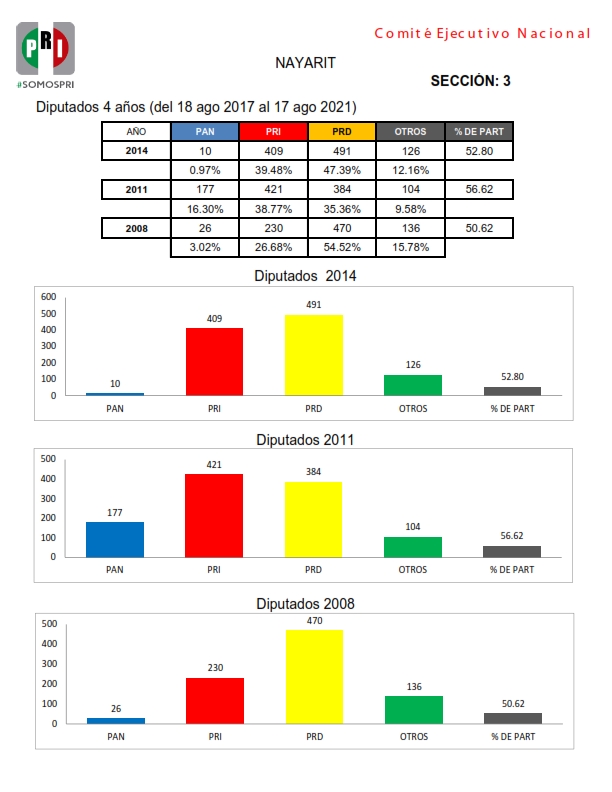 Comité Ejecutivo Nacional
PRI
#SOMOSPRI
NAYARIT
SECCIÓN: 3
Diputados 4 años (del 18 ago 2017 al 17 ago 2021)
AÑO PAN PRI PRD OTROS % DE PART
2014 10 409 491 126 52.80
0.97% 39.48% 47.39% 12.16%
2011 177 421 384 104 56.62
16.30% 38.77% 35.36% 9.58%
2008 26 230 470 136 50.62
3.02% 26.68% 54.52% 15.78%
Diputados 2014
600
500
400
300
200
100
0
10 409 491 126 52.80
PAN PRI PRD OTROS % DE PART
Diputados 2011
500
400
300
200
100
0
177 421 384 104 56.62
PAN PRI PRD OTROS % DE PART
Diputados 2008
500
400
300
200
100
0
26 230 470 136 50.62
PAN PRI PRD OTROS % DE PART